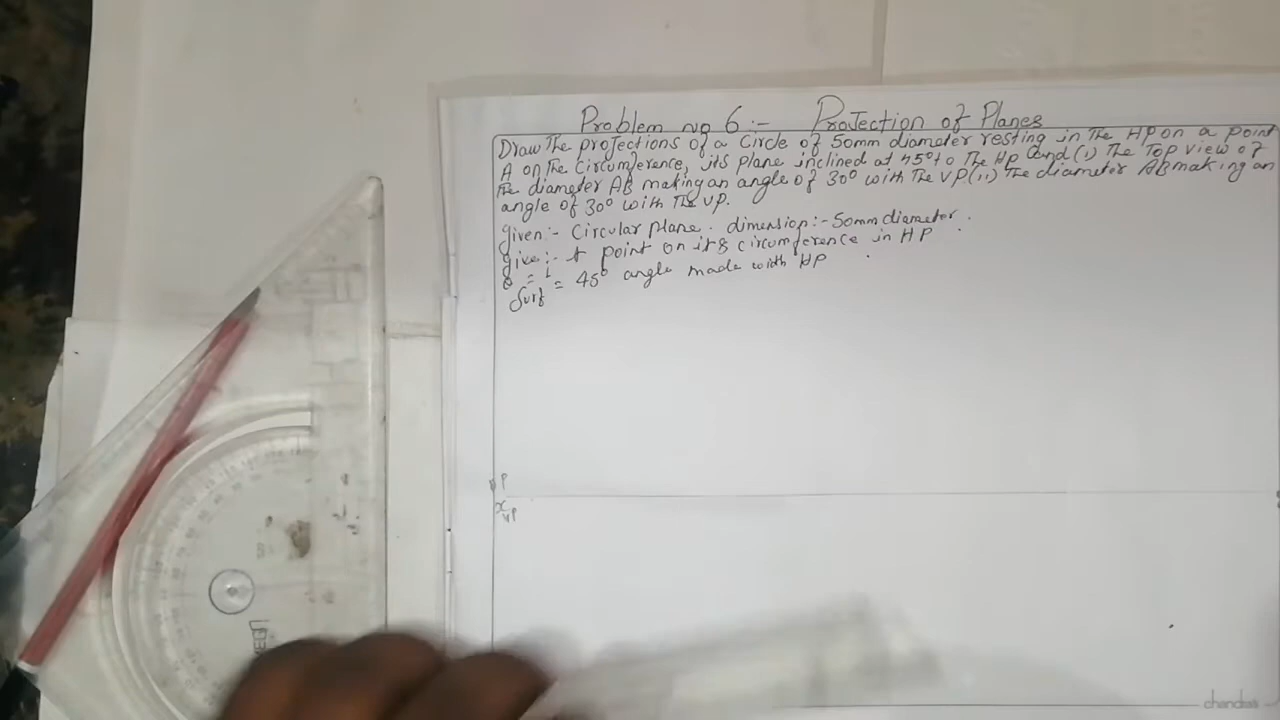 Problem no 6:- Projection of Planes
Draw The projections of a Circle of 50mm diameter resting in The HP on a point
A on the Circumference, its plane inclined at 45° to The Hp and (i) The Top view of
The diameter AB making an angle of 30° with The VP (ii) The diameter AB making an
angle of 30° with The VP.
given:- Circular plane. dimension:- 50mm diameter.
give:- A point on its circumference in HP
Surf = 45° angle made with HP
x
VP
chandras